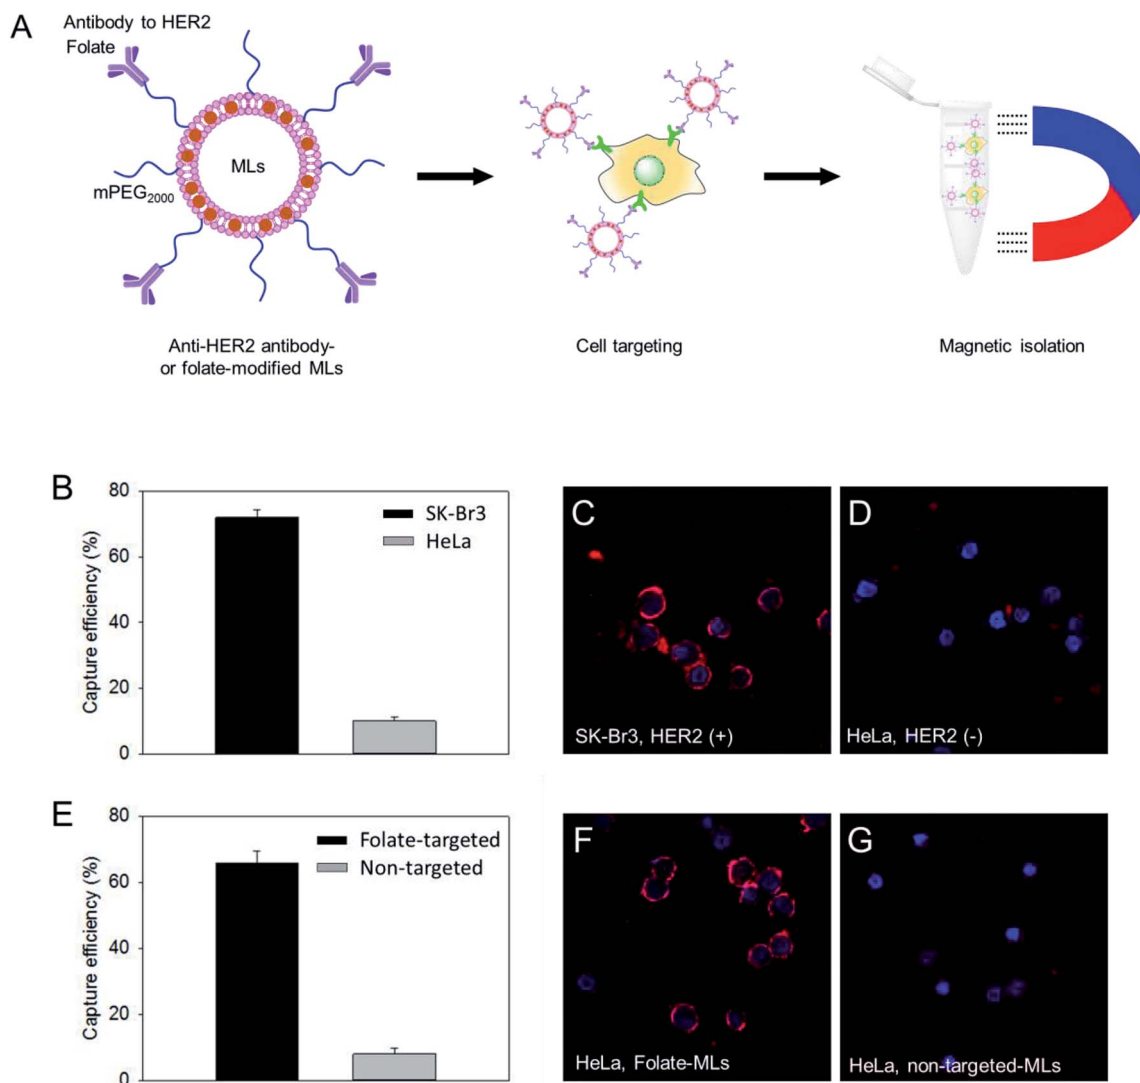 A
Antibody to HER2
Folate
MLs
mPEG2000
Anti-HER2 antibody-
or folate-modified MLs
Cell targeting
Magnetic isolation
B
Capture efficiency (%)
80
60
40
20
0
SK-Br3
HeLa
C
SK-Br3, HER2 (+)
D
HeLa, HER2 (-)
E
Capture efficiency (%)
80
60
40
20
0
Folate-targeted
Non-targeted
F
HeLa, Folate-MLs
G
HeLa, non-targeted-MLs